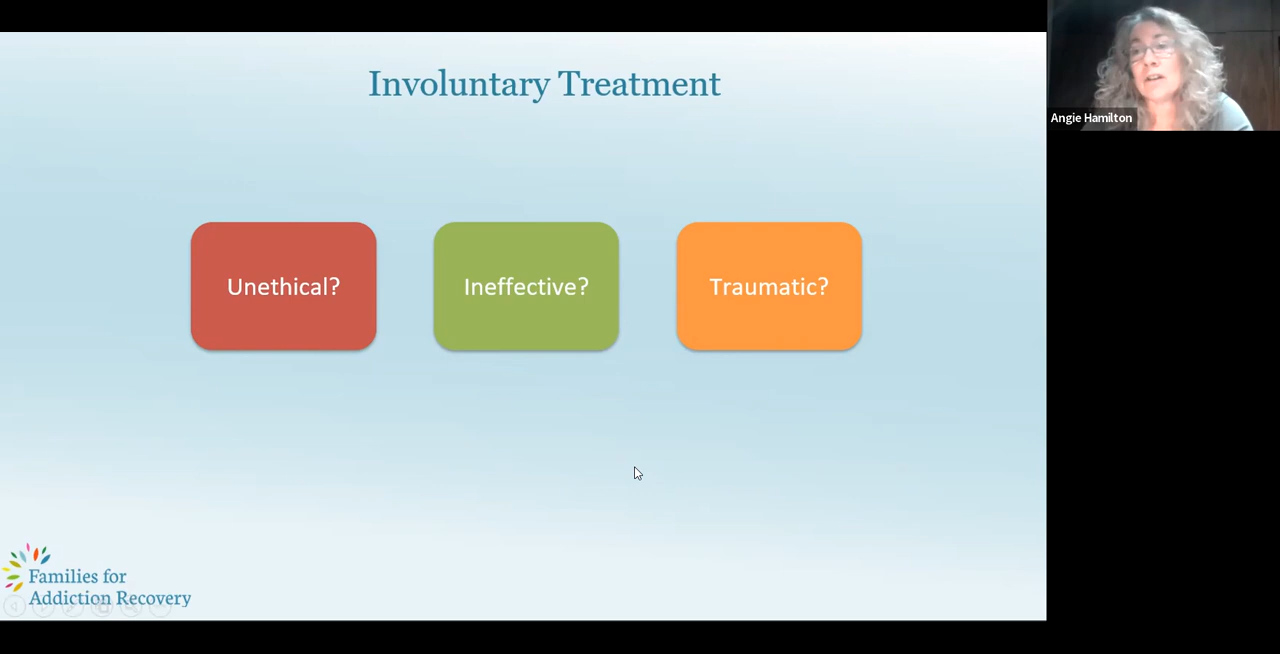 Involuntary Treatment
Unethical?
Ineffective?
Traumatic?
Families for
Addiction Recovery
Angie Hamilton